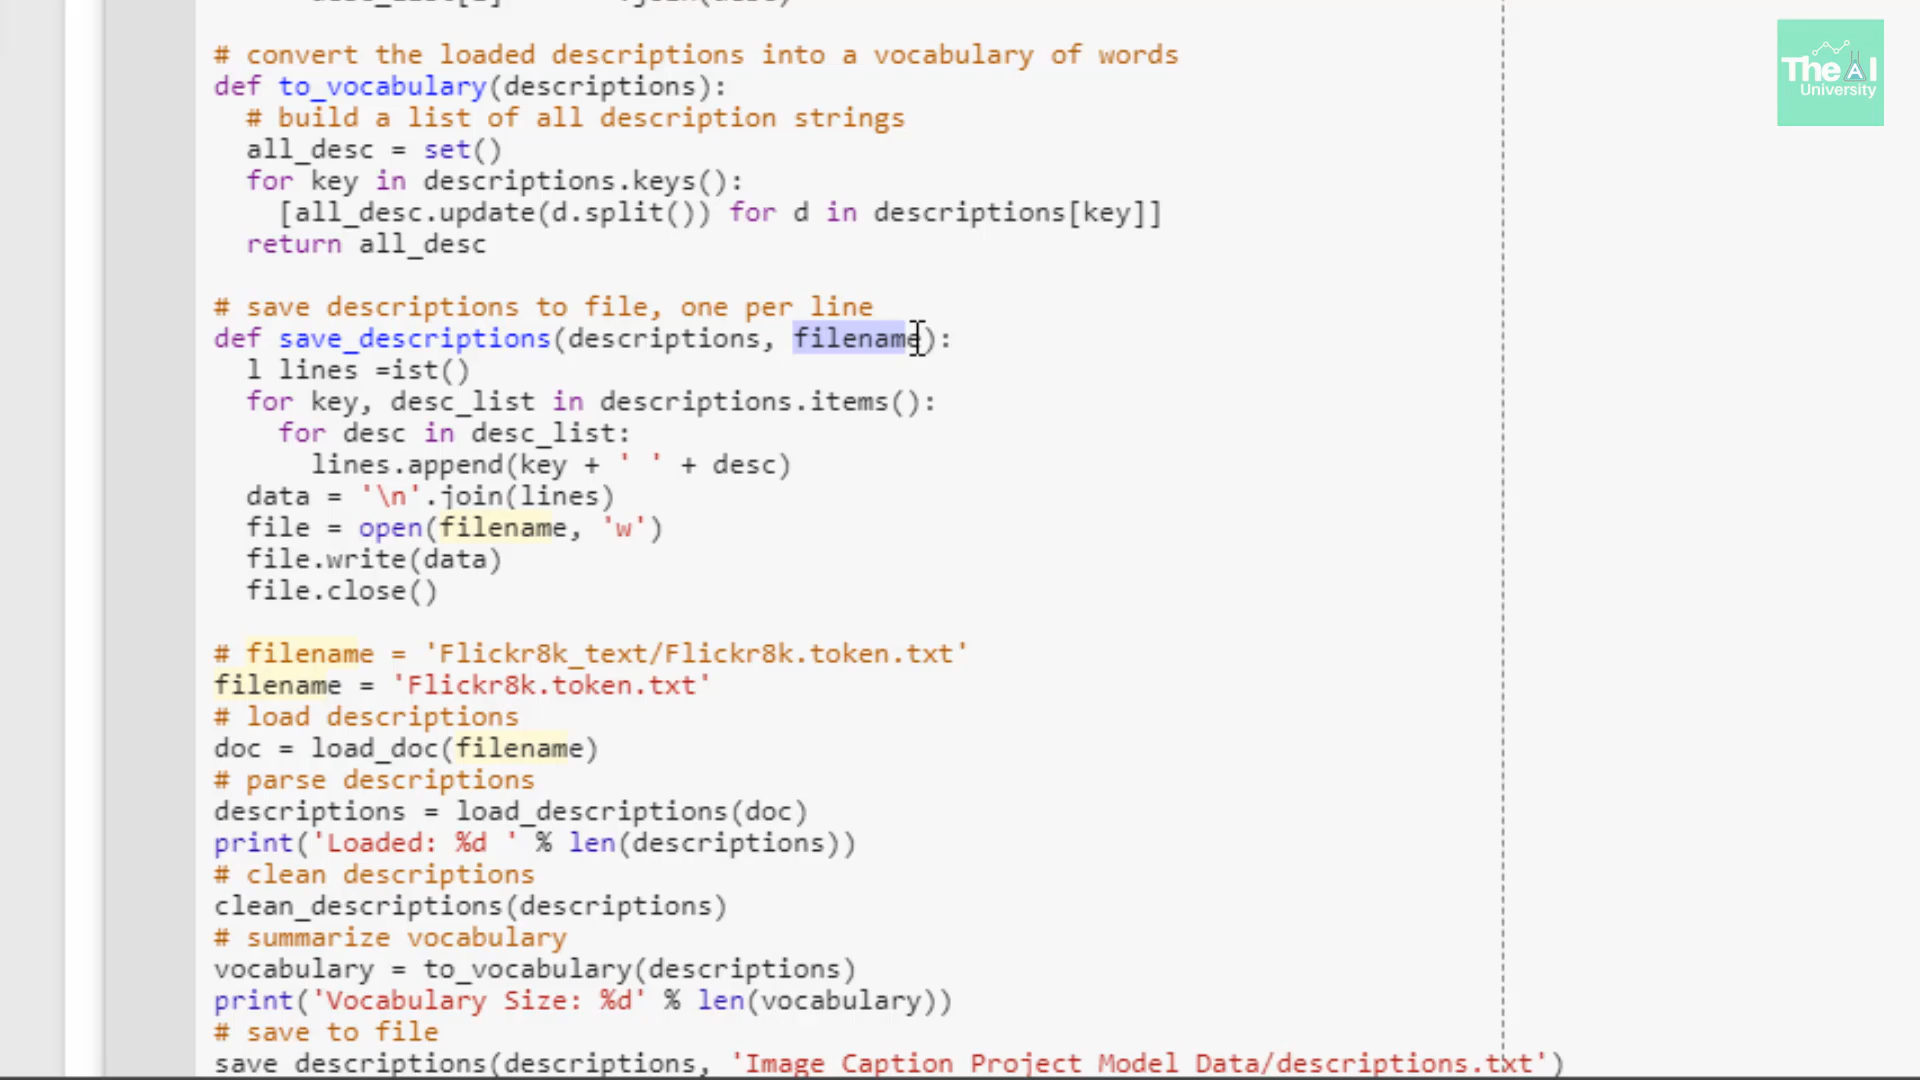 # convert the loaded descriptions into a vocabulary of words
def to_vocabulary(descriptions):
  # build a list of all description strings
  all_desc = set()
  for key in descriptions.keys():
    [all_desc.update(d.split()) for d in descriptions[key]]
  return all_desc
# save descriptions to file, one per line
def save_descriptions(descriptions, filename):
  l lines =ist()
  for key, desc_list in descriptions.items():
    for desc in desc_list:
      lines.append(key + ' ' + desc)
  data = '\n'.join(lines)
  file = open(filename, 'w')
  file.write(data)
  file.close()
# filename = 'Flickr8k_text/Flickr8k.token.txt'
filename = 'Flickr8k.token.txt'
# load descriptions
doc = load_doc(filename)
# parse descriptions
descriptions = load_descriptions(doc)
print('Loaded: %d ' % len(descriptions))
# clean descriptions
clean_descriptions(descriptions)
# summarize vocabulary
vocabulary = to_vocabulary(descriptions)
print('Vocabulary Size: %d' % len(vocabulary))
# save to file
save descriptions(descriptions, 'Image Caption Project Model Data/descriptions.txt')
The AI
University